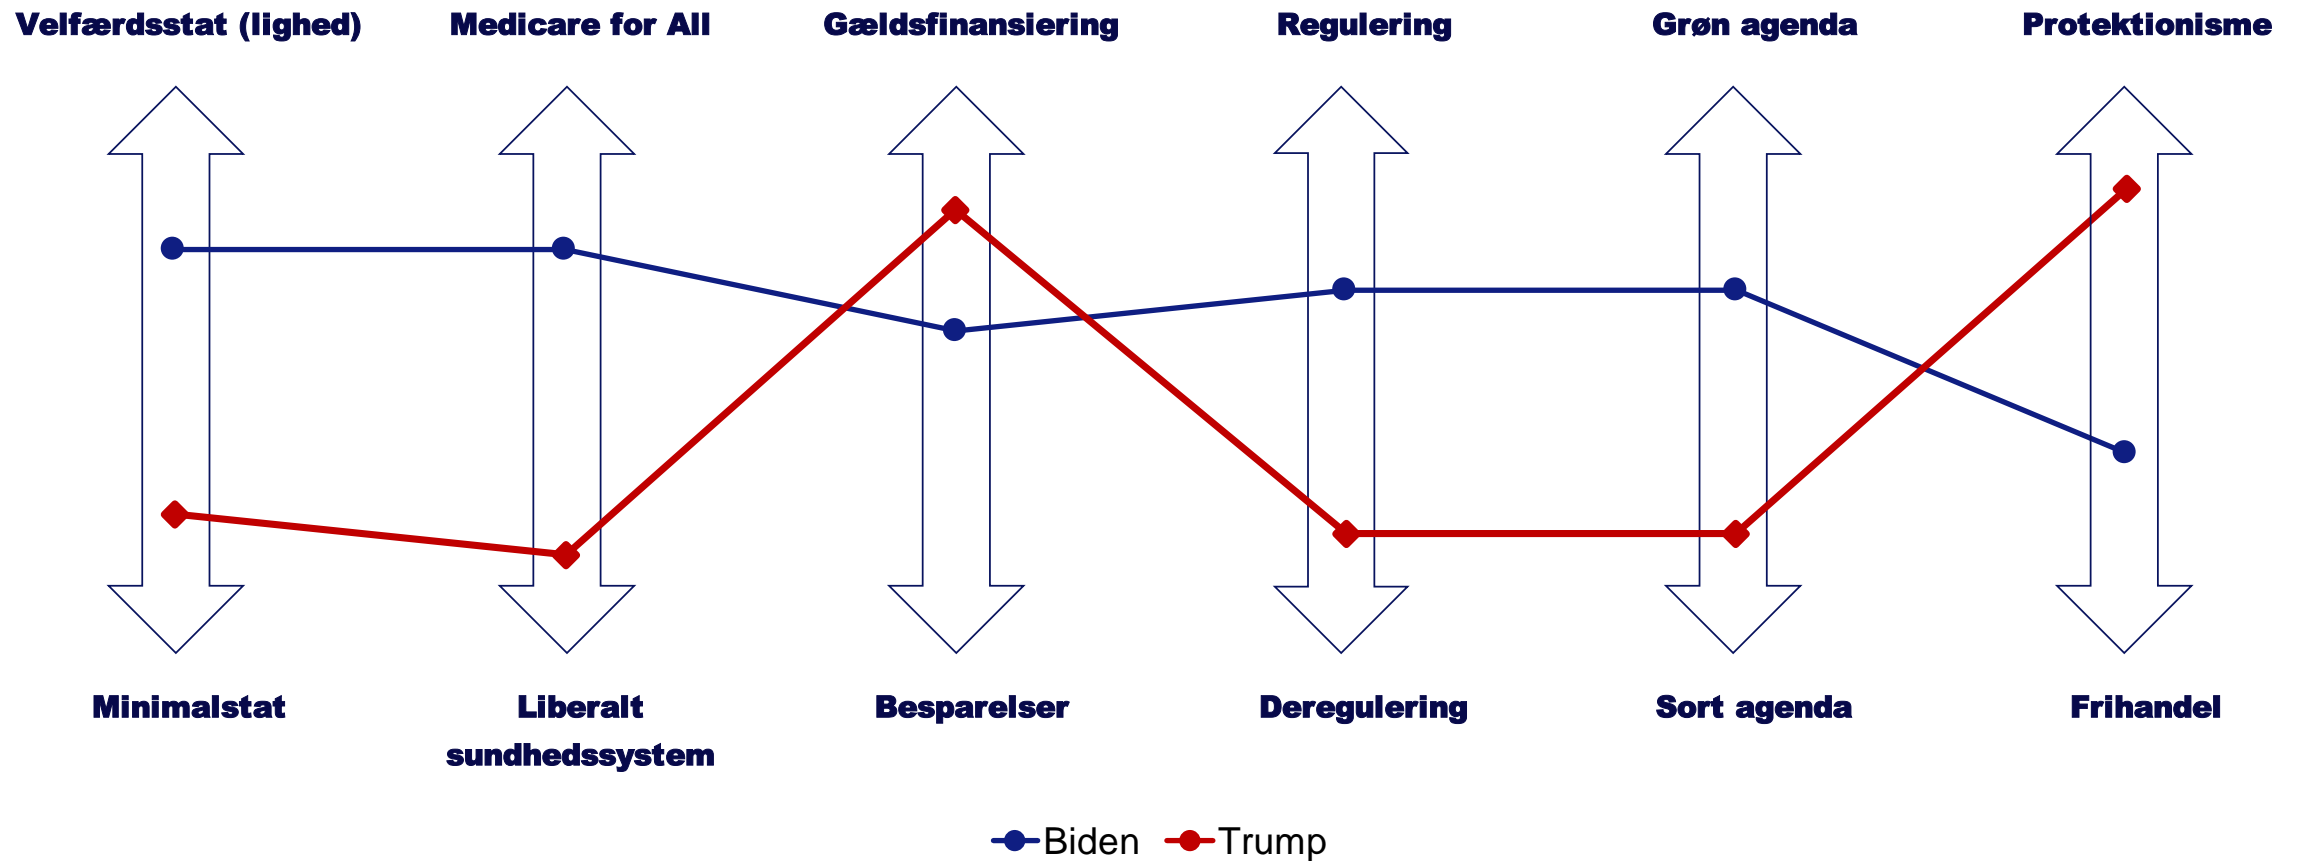 Velfærdsstat (lighed)
Medicare for All
Gældsfinansiering
Regulering
Grøn agenda
Protektionisme
Minimalstat
Liberalt
sundhedssystem
Besparelser
Deregulering
Sort agenda
Frihandel
Biden
Trump